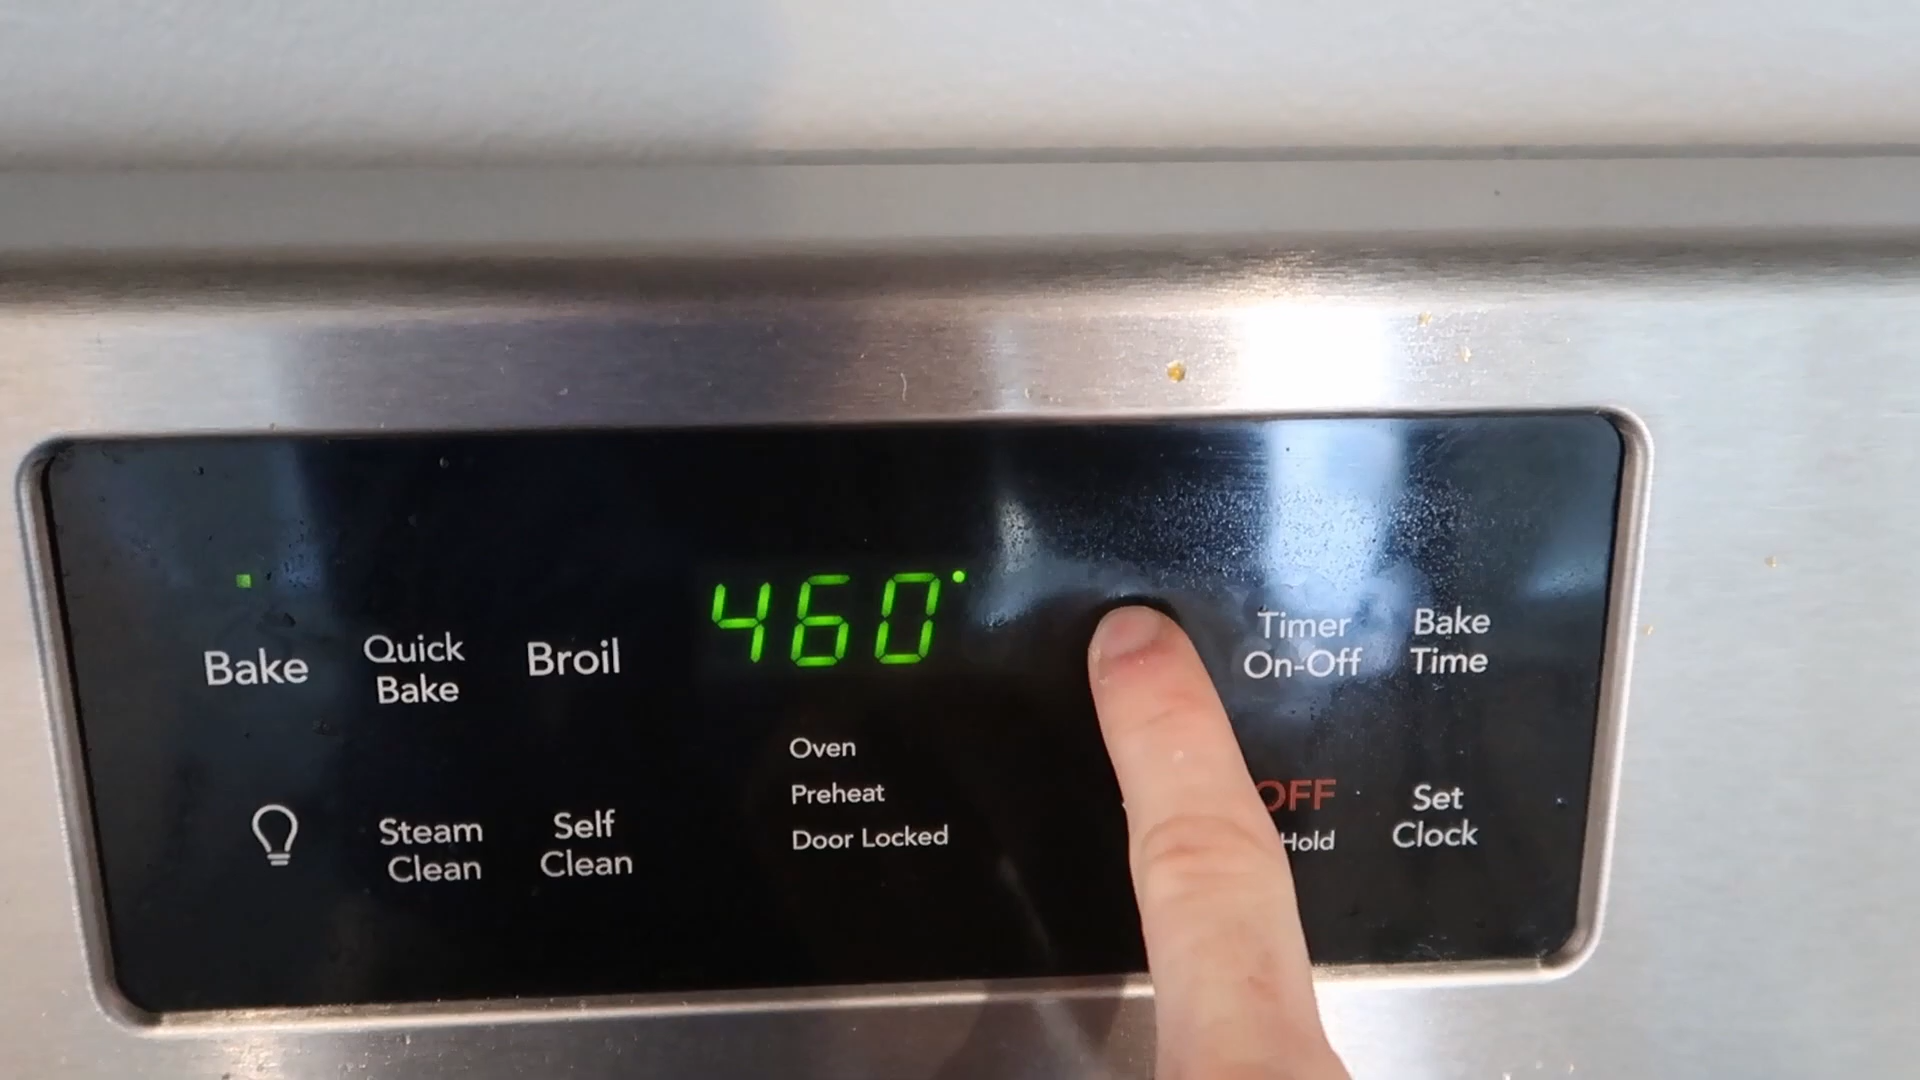 Bake
Quick
Bake
Broil
460°
Timer
On-Off
Bake
Time
Oven
Preheat
Door Locked
Steam
Clean
Self
Clean
OFF
Hold
Set
Clock